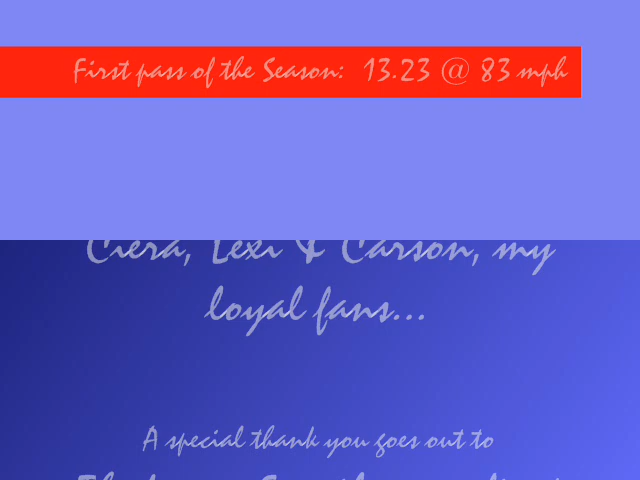 First pass of the Season: 13.23 @ 83 mph
Ciera, Lexi & Carson, my
loyal fans...
A special thank you goes out to